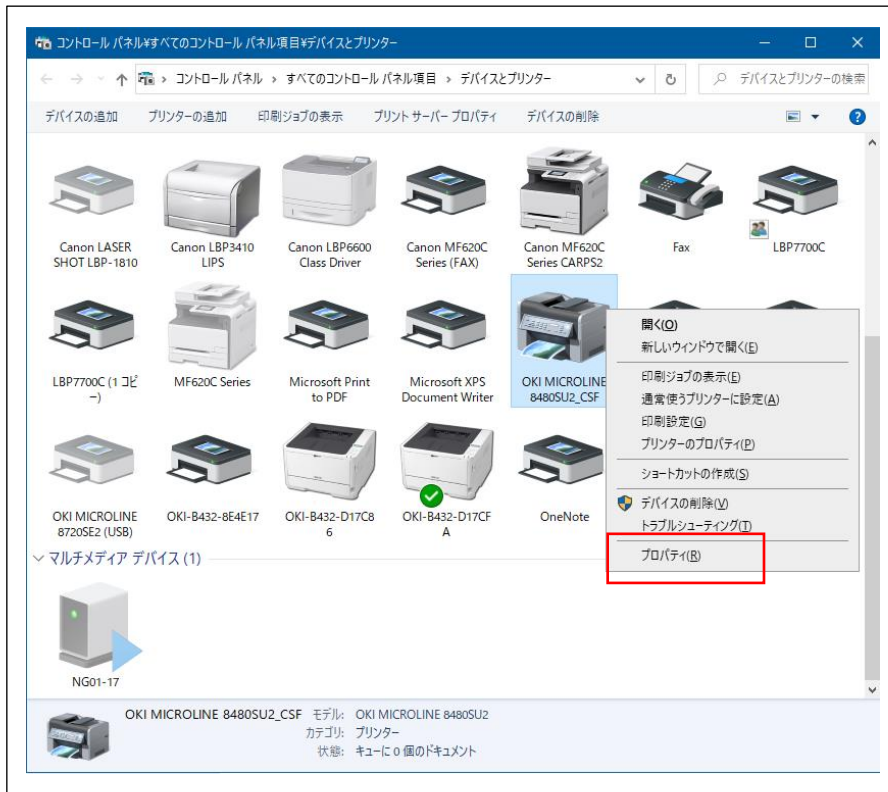 コントロール パネル¥すべてのコントロール パネル項目¥デバイスとプリンター
コントロール パネル › すべてのコントロール パネル項目 › デバイスとプリンター
デバイスとプリンターの検索
デバイスの追加 プリンターの追加 印刷ジョブの表示 プリント サーバー プロパティ デバイスの削除
Canon LASER
SHOT LBP-1810
Canon LBP3410
LIPS
Canon LBP6600
Class Driver
Canon MF620C
Series (FAX)
Canon MF620C
Series CARPS2
Fax
LBP7700C
LBP7700C (1 コピ
ー)
MF620C Series
Microsoft Print
to PDF
Microsoft XPS
Document Writer
OKI MICROLINE
8480SU2_CSF
開く(O)
新しいウィンドウで開く(E)
印刷ジョブの表示(E)
通常使うプリンターに設定(A)
印刷設定(G)
プリンターのプロパティ(P)
ショートカットの作成(S)
デバイスの削除(V)
トラブルシューティング(T)
プロパティ(R)
OKI MICROLINE
8720SE2 (USB)
OKI-B432-8E4E17
OKI-B432-D17C8
6
OKI-B432-D17CF
A
OneNote
マルチメディア デバイス (1)
NG01-17
OKI MICROLINE 8480SU2_CSF モデル: OKI MICROLINE 8480SU2
カテゴリ: プリンター
状態: キューに 0 個のドキュメント